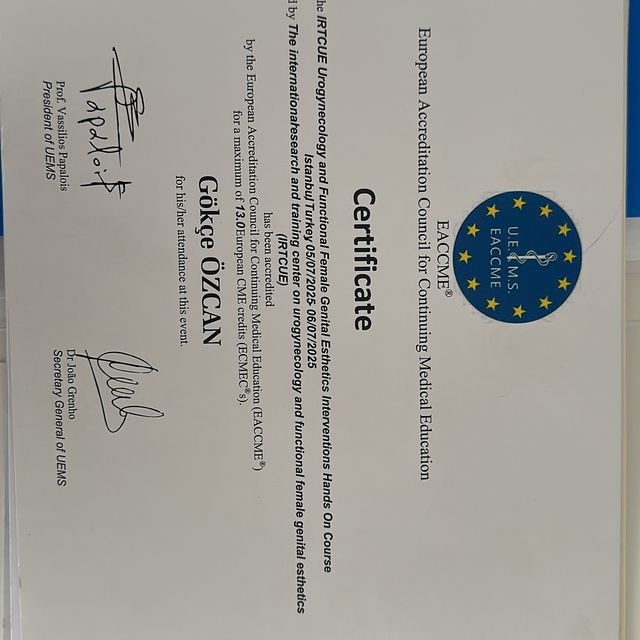 U.E.M.S.
EACCME
EACCME®
European Accreditation Council for Continuing Medical Education
Certificate
he IRTCUE Urogynecology and Functional Female Genital Esthetics Interventions Hands On Course
Istanbul,Turkey 05/07/2025- 06/07/2025
d by The internationalresearch and training center on urogynecology and functional female genital esthetics
(IRTCUE)
has been accredited
by the European Accreditation Council for Continuing Medical Education (EACCME®)
for a maximum of 13.0European CME credits (ECMEC®s).
Gökçe ÖZCAN
for his/her attendance at this event.
Papalois
Prof. Vassilios Papalois
President of UEMS
Dr João Grenho
Secretary General of UEMS